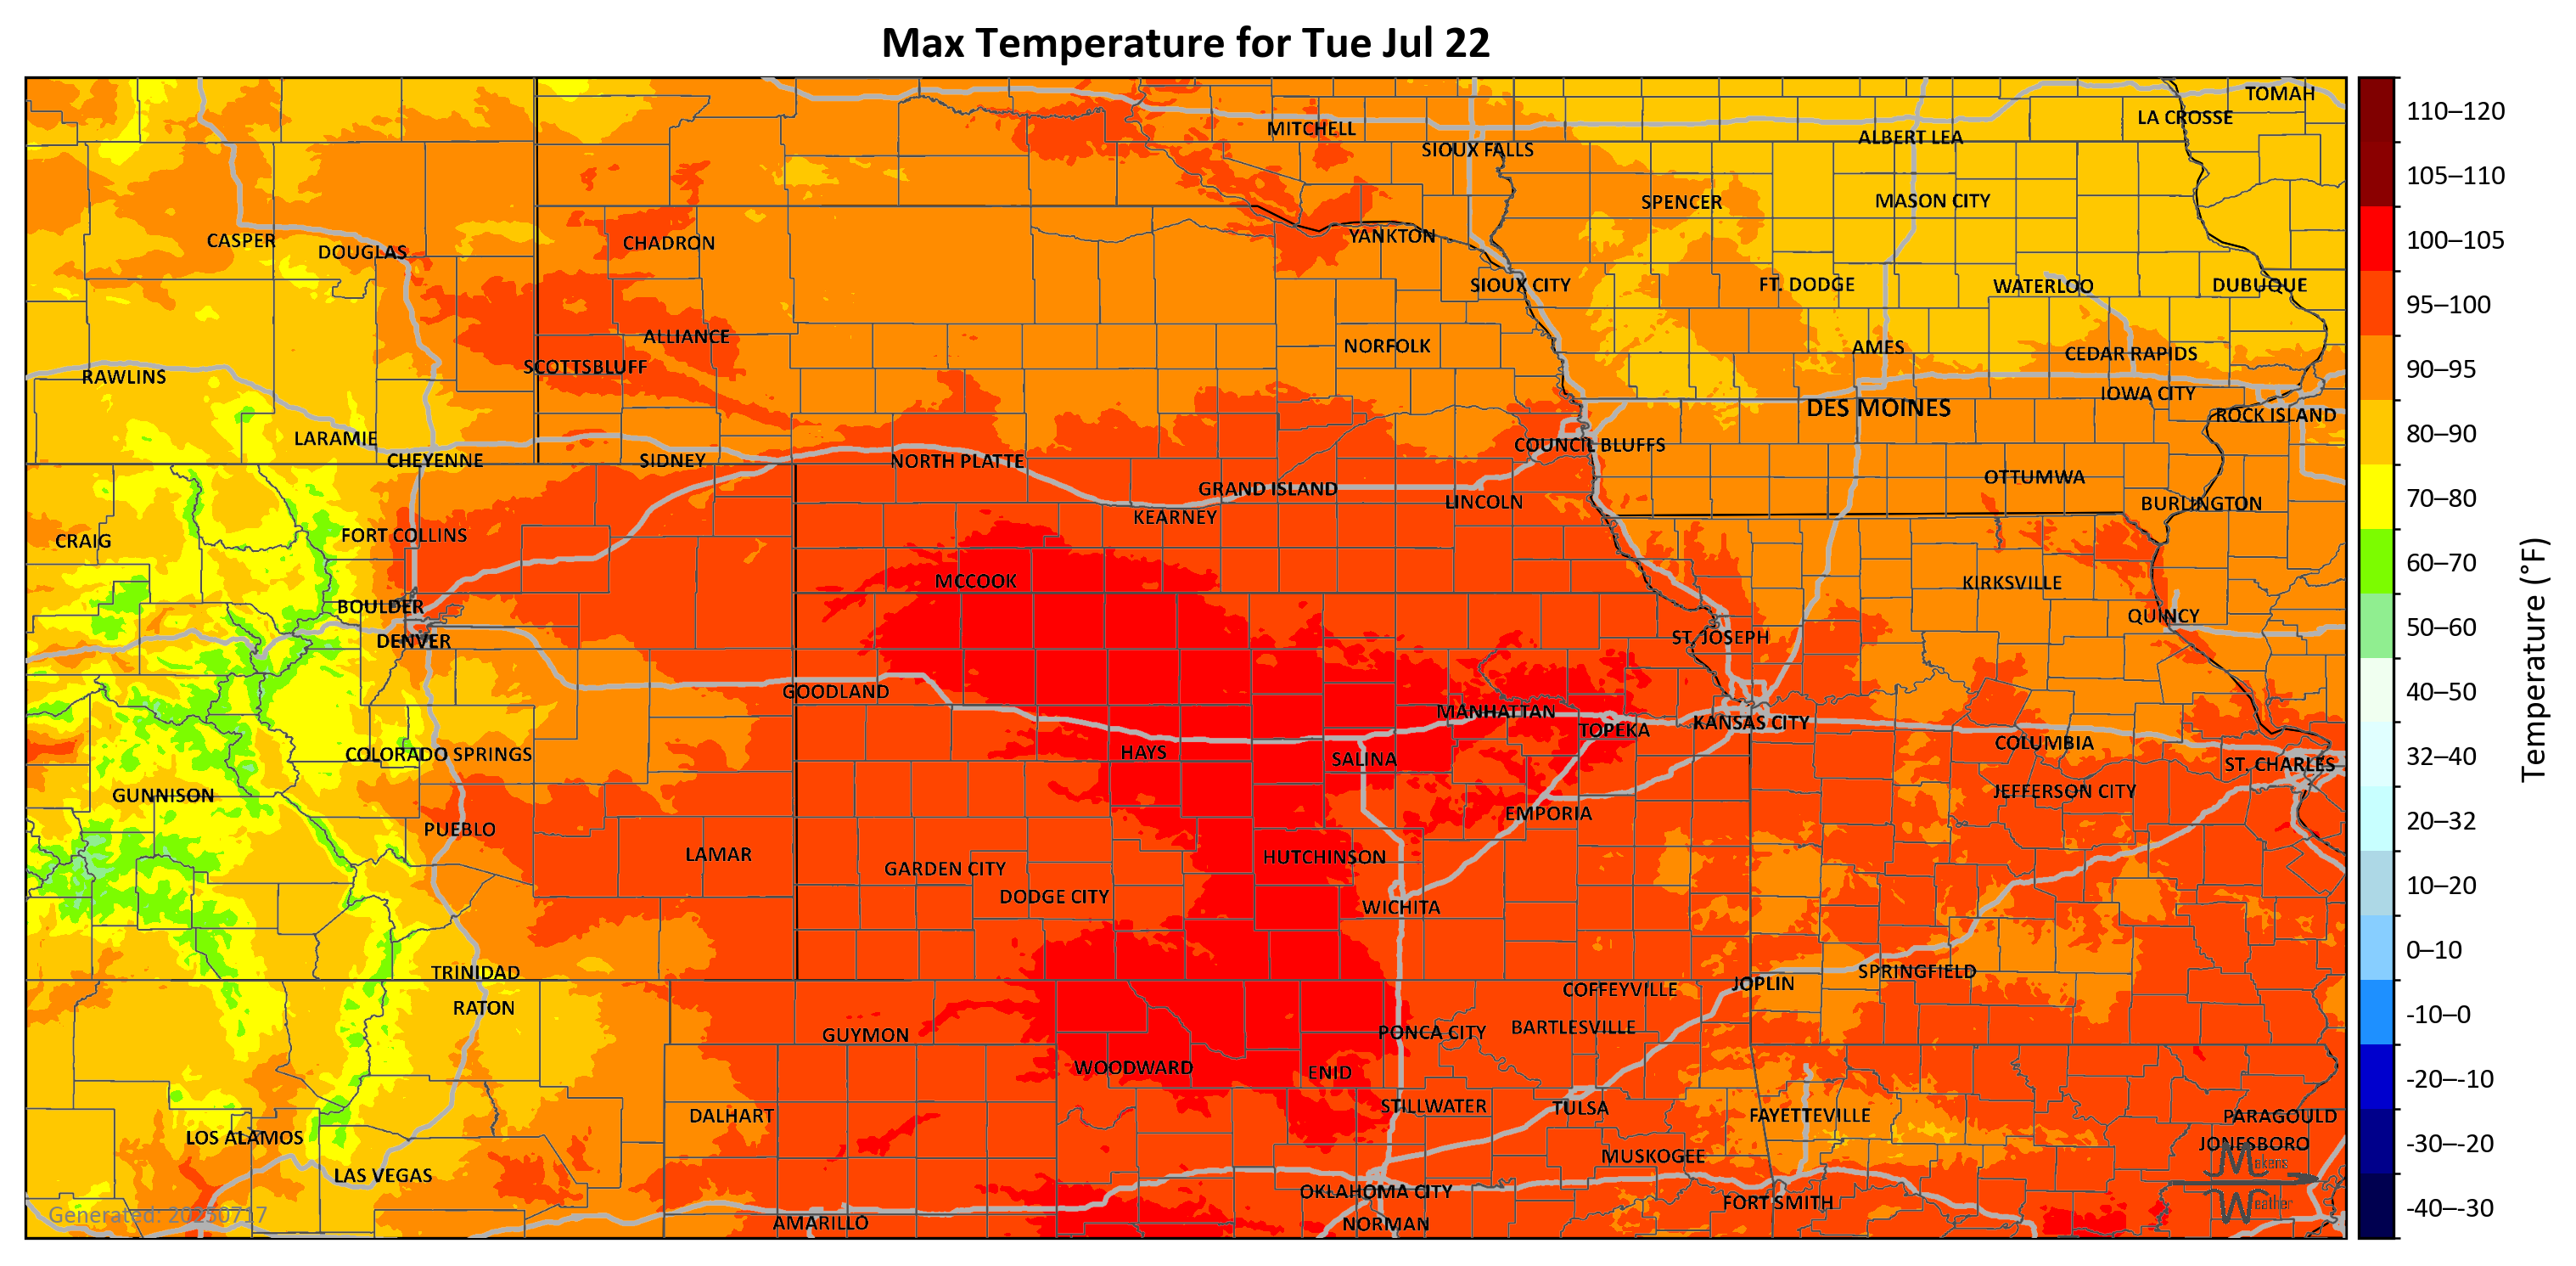 Max Temperature for Tue Jul 22
TOMAH
LA CROSSE
MITCHELL
ALBERT LEA
SIOUX FALLS
SPENCER
MASON CITY
CASPER
DOUGLAS
CHADRON
YANKTON
SIOUX CITY
FT. DODGE
WATERLOO
DUBUQUE
ALLIANCE
NORFOLK
AMES
CEDAR RAPIDS
SCOTTSBLUFF
RAWLINS
IOWA CITY
DES MOINES
ROCK ISLAND
LARAMIE
COUNCIL BLUFFS
CHEYENNE
SIDNEY
NORTH PLATTE
OTTUMWA
GRAND ISLAND
LINCOLN
BURLINGTON
KEARNEY
FORT COLLINS
CRAIG
MCCOOK
KIRKSVILLE
BOULDER
QUINCY
DENVER
ST. JOSEPH
GOODLAND
MANHATTAN
TOPEKA
KANSAS CITY
COLUMBIA
COLORADO SPRINGS
HAYS
SALINA
ST. CHARLES
GUNNISON
JEFFERSON CITY
EMPORIA
PUEBLO
LAMAR
HUTCHINSON
GARDEN CITY
DODGE CITY
WICHITA
TRINIDAD
SPRINGFIELD
JOPLIN
COFFEYVILLE
RATON
GUYMON
PONCA CITY
BARTLESVILLE
WOODWARD
ENID
STILLWATER
TULSA
DALHART
FAYETTEVILLE
PARAGOULD
LOS ALAMOS
JONESBORO
MUSKOGEE
LAS VEGAS
OKLAHOMA CITY
FORT SMITH
AMARILLO
NORMAN
Generated: 20250717
Makens
Weather
110–120
105–110
100–105
95–100
90–95
80–90
70–80
60–70
50–60
40–50
32–40
20–32
10–20
0–10
-10–0
-20–-10
-30–-20
-40–-30
Temperature (°F)